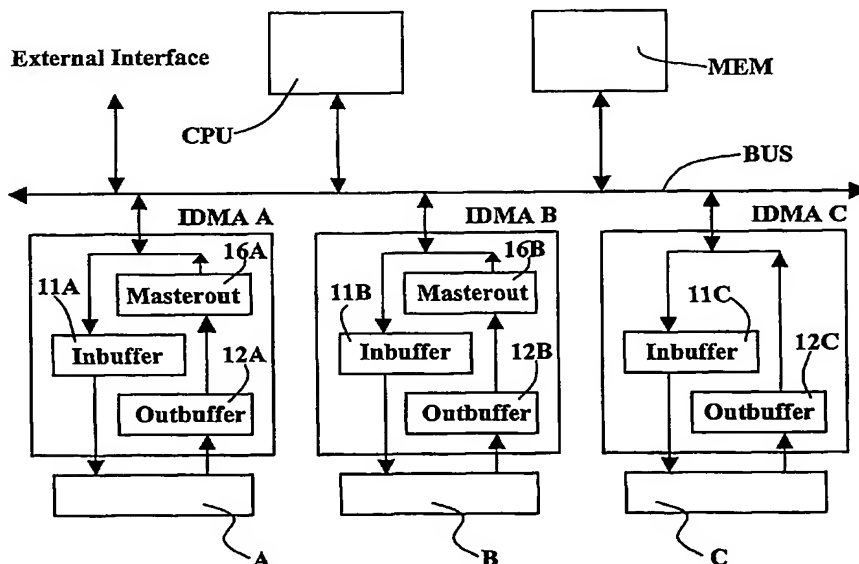 External Interface
CPU
MEM
BUS
IDMA A
IDMA B
IDMA C
16A
Masterout
11A
Inbuffer
12A
Outbuffer
16B
Masterout
11B
Inbuffer
12B
Outbuffer
11C
Inbuffer
12C
Outbuffer
A
B
C